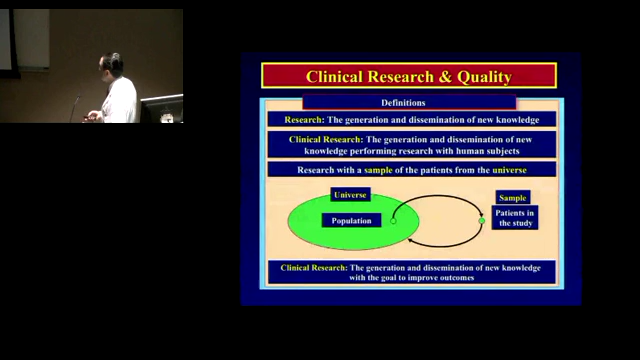 Clinical Research & Quality
Definitions
Research: The generation and dissemination of new knowledge
Clinical Research: The generation and dissemination of new
knowledge performing research with human subjects
Research with a sample of the patients from the universe
Universe
Population
Sample
Patients in
the study
Clinical Research: The generation and dissemination of new knowledge
with the goal to improve outcomes